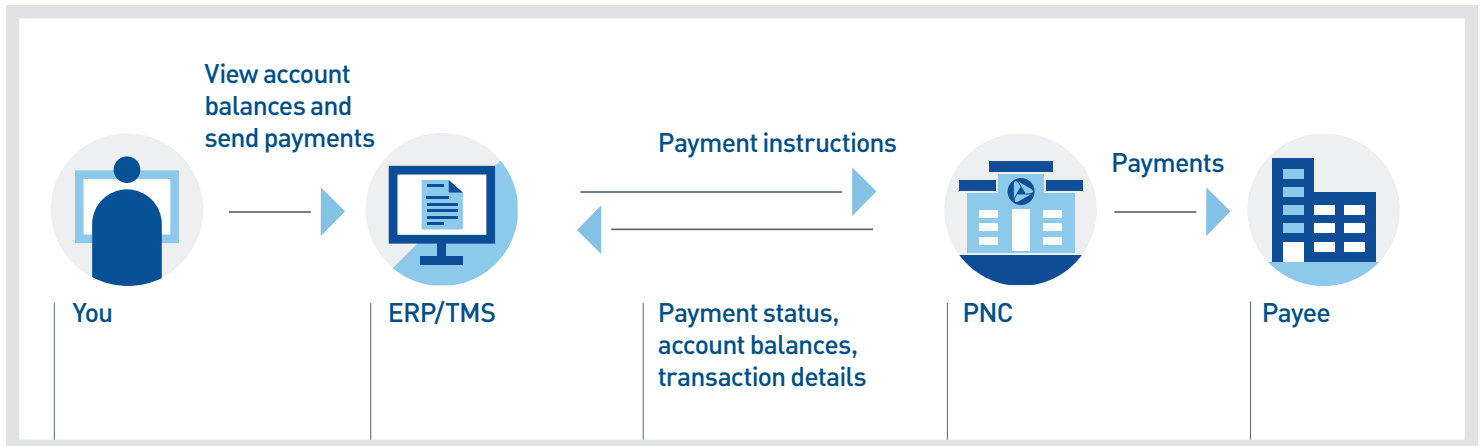 View account
balances and
send payments
Payment instructions
Payments
You
ERP/TMS
Payment status,
account balances,
transaction details
PNC
Payee